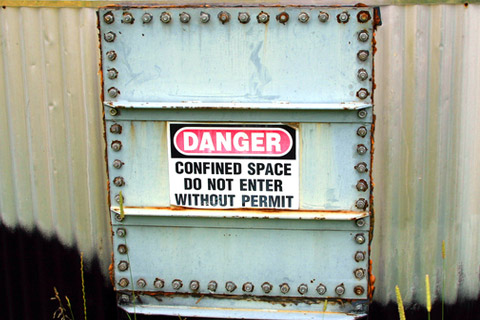 DANGER
CONFINED SPACE
DO NOT ENTER
WITHOUT PERMIT